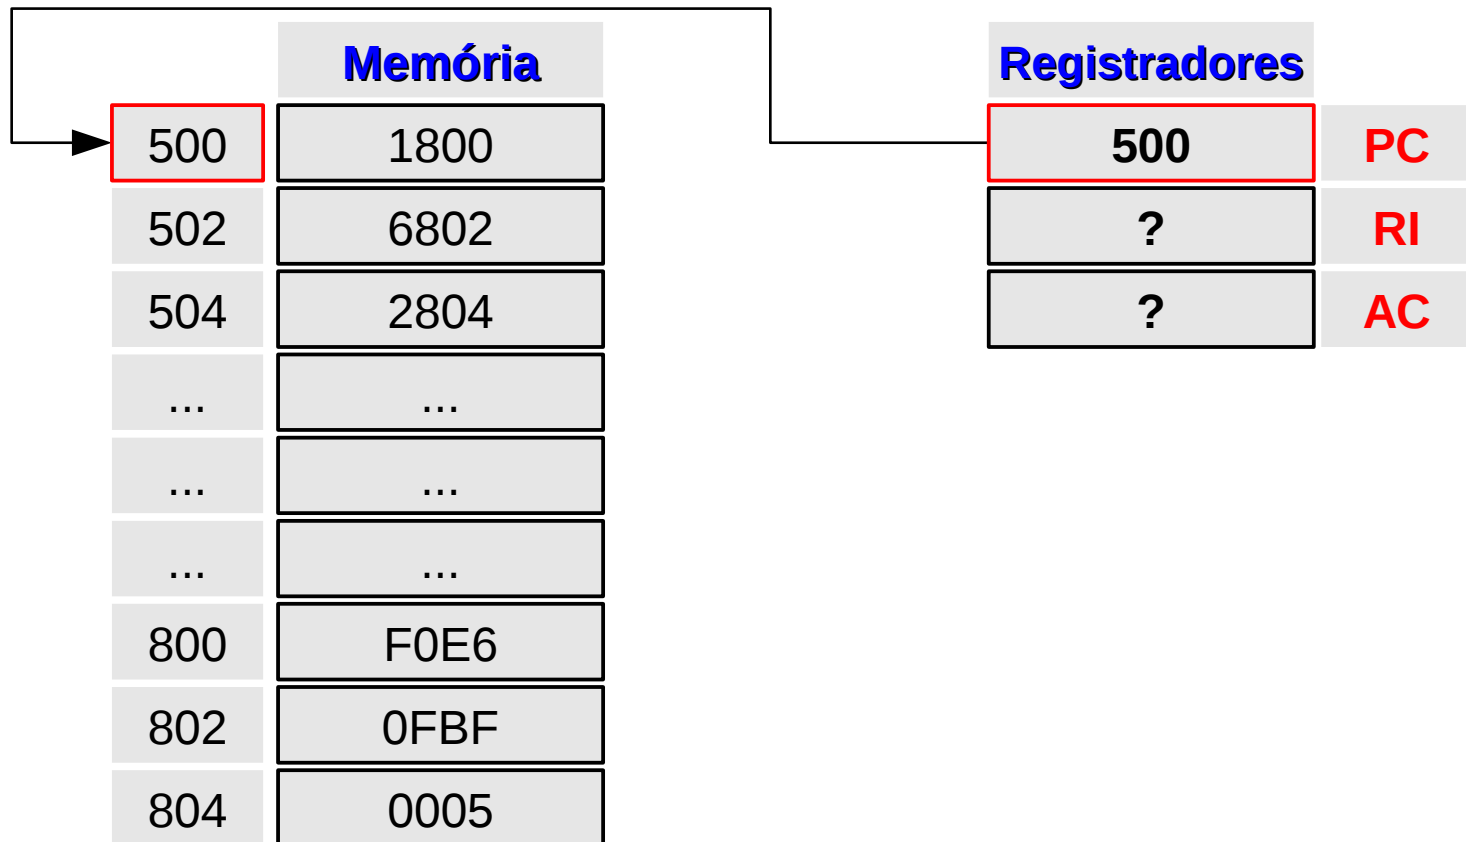 Memória Registradores
500 1800 500 PC
502 6802 ? RI
504 2804 ? AC
... ...
... ...
... ...
800 F0E6
802 0FBF
804 0005